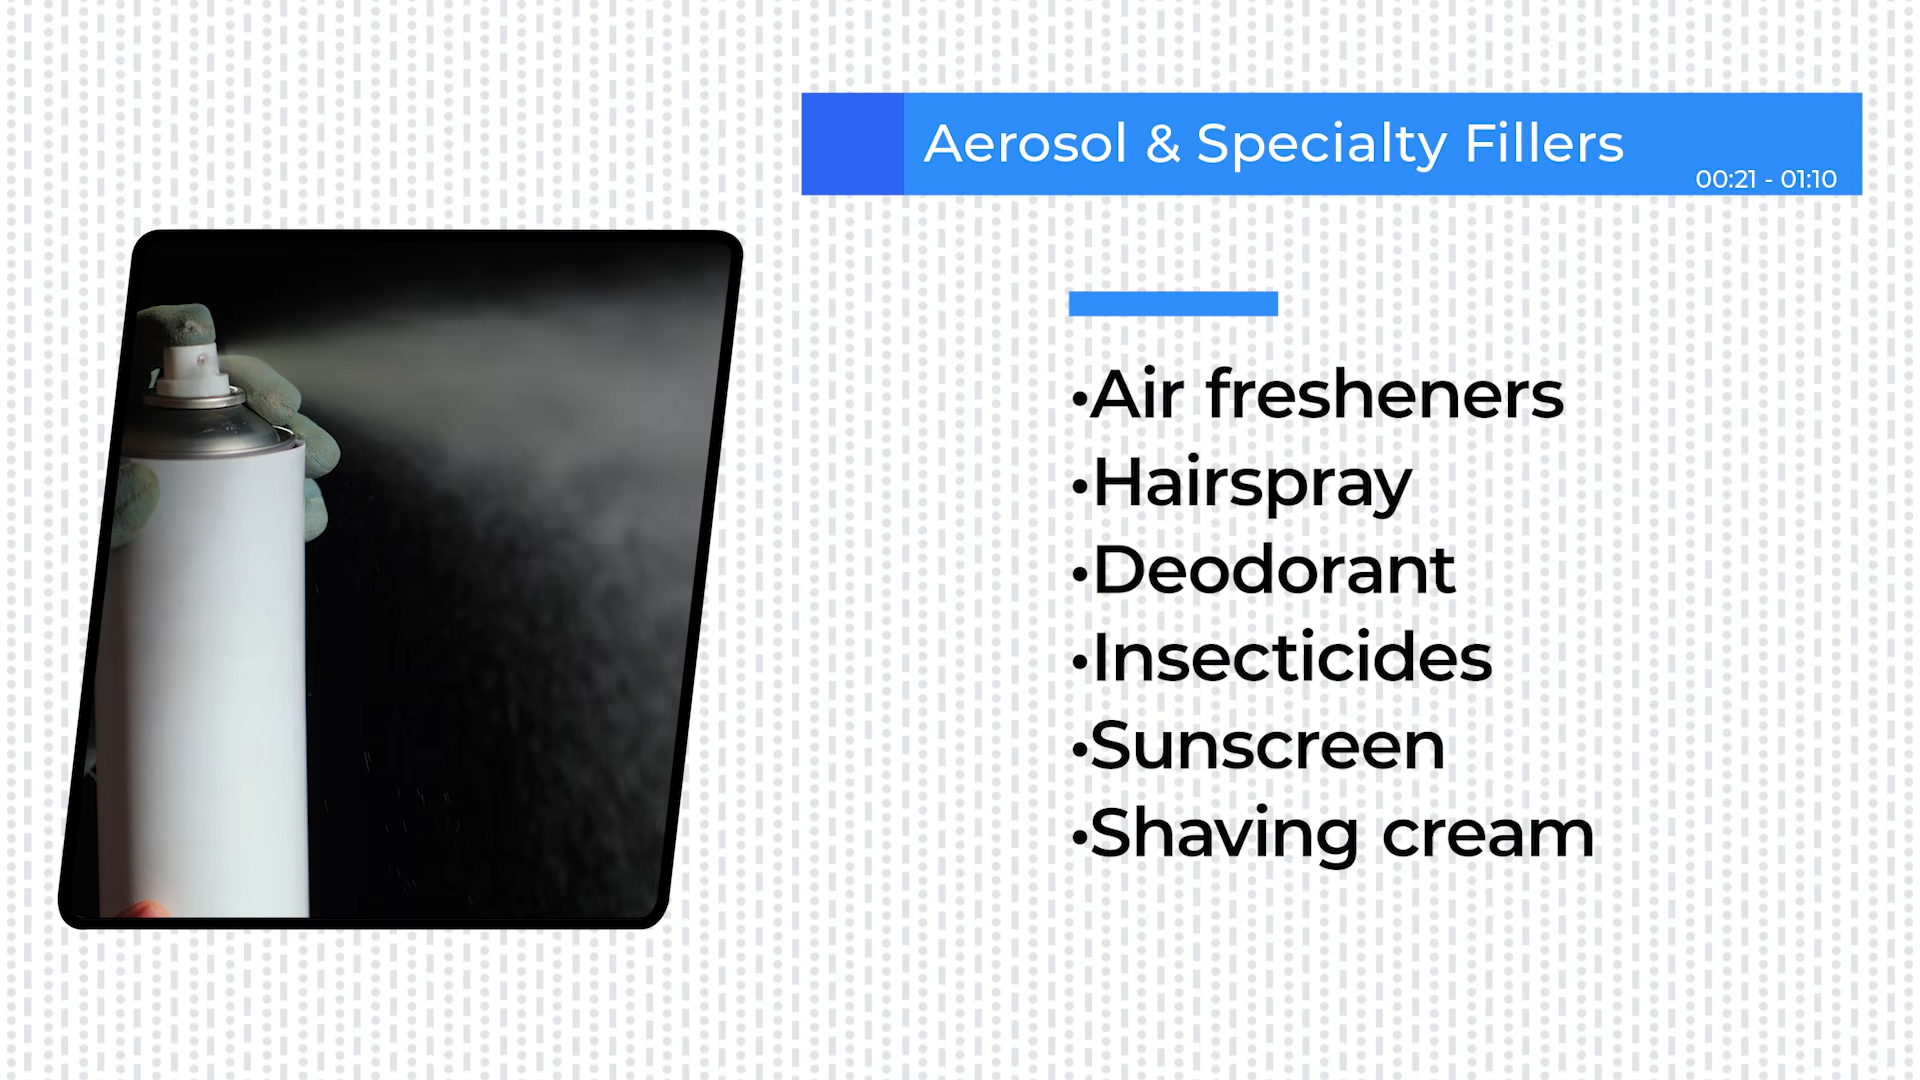 Aerosol & Specialty Fillers
00:21 - 01:10
•Air fresheners
•Hairspray
•Deodorant
•Insecticides
•Sunscreen
•Shaving cream